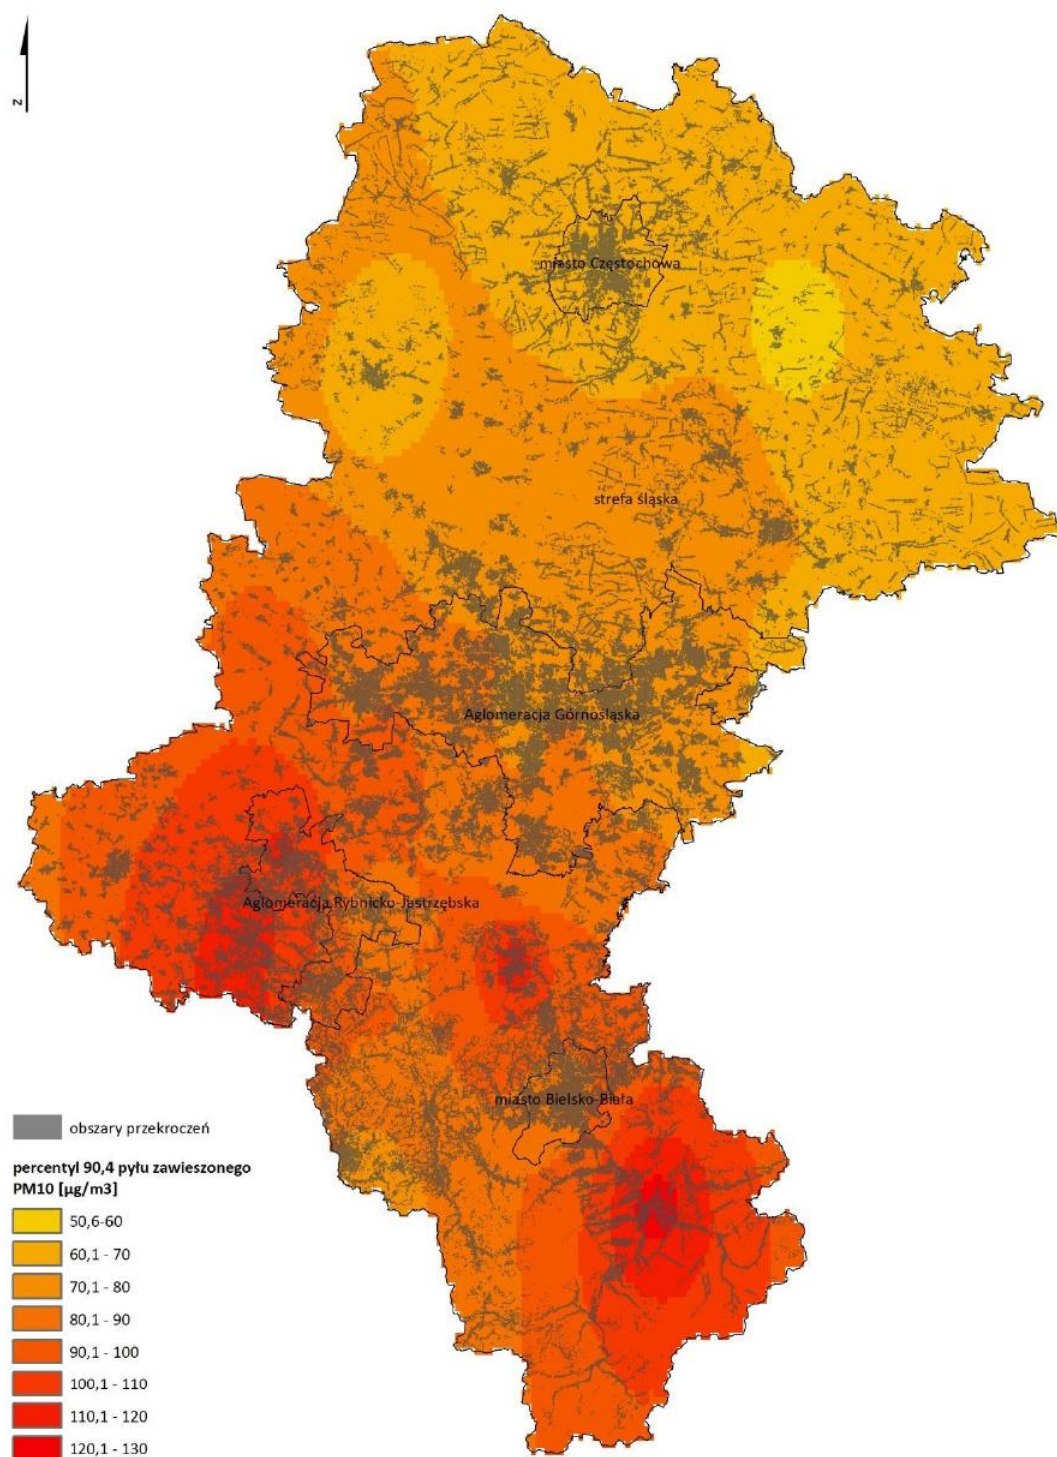 z
miasto Częstochowa
strefa śląska
Aglomeracja Górnośląska
Aglomeracja Rybnicko-Jastrzębska
miasto Bielsko-Biała
obszary przekroczeń
percentyl 90,4 pyłu zawieszonego
PM10 [µg/m3]
50,6-60
60,1 - 70
70,1 - 80
80,1 - 90
90,1 - 100
100,1 - 110
110,1 - 120
120,1 - 130